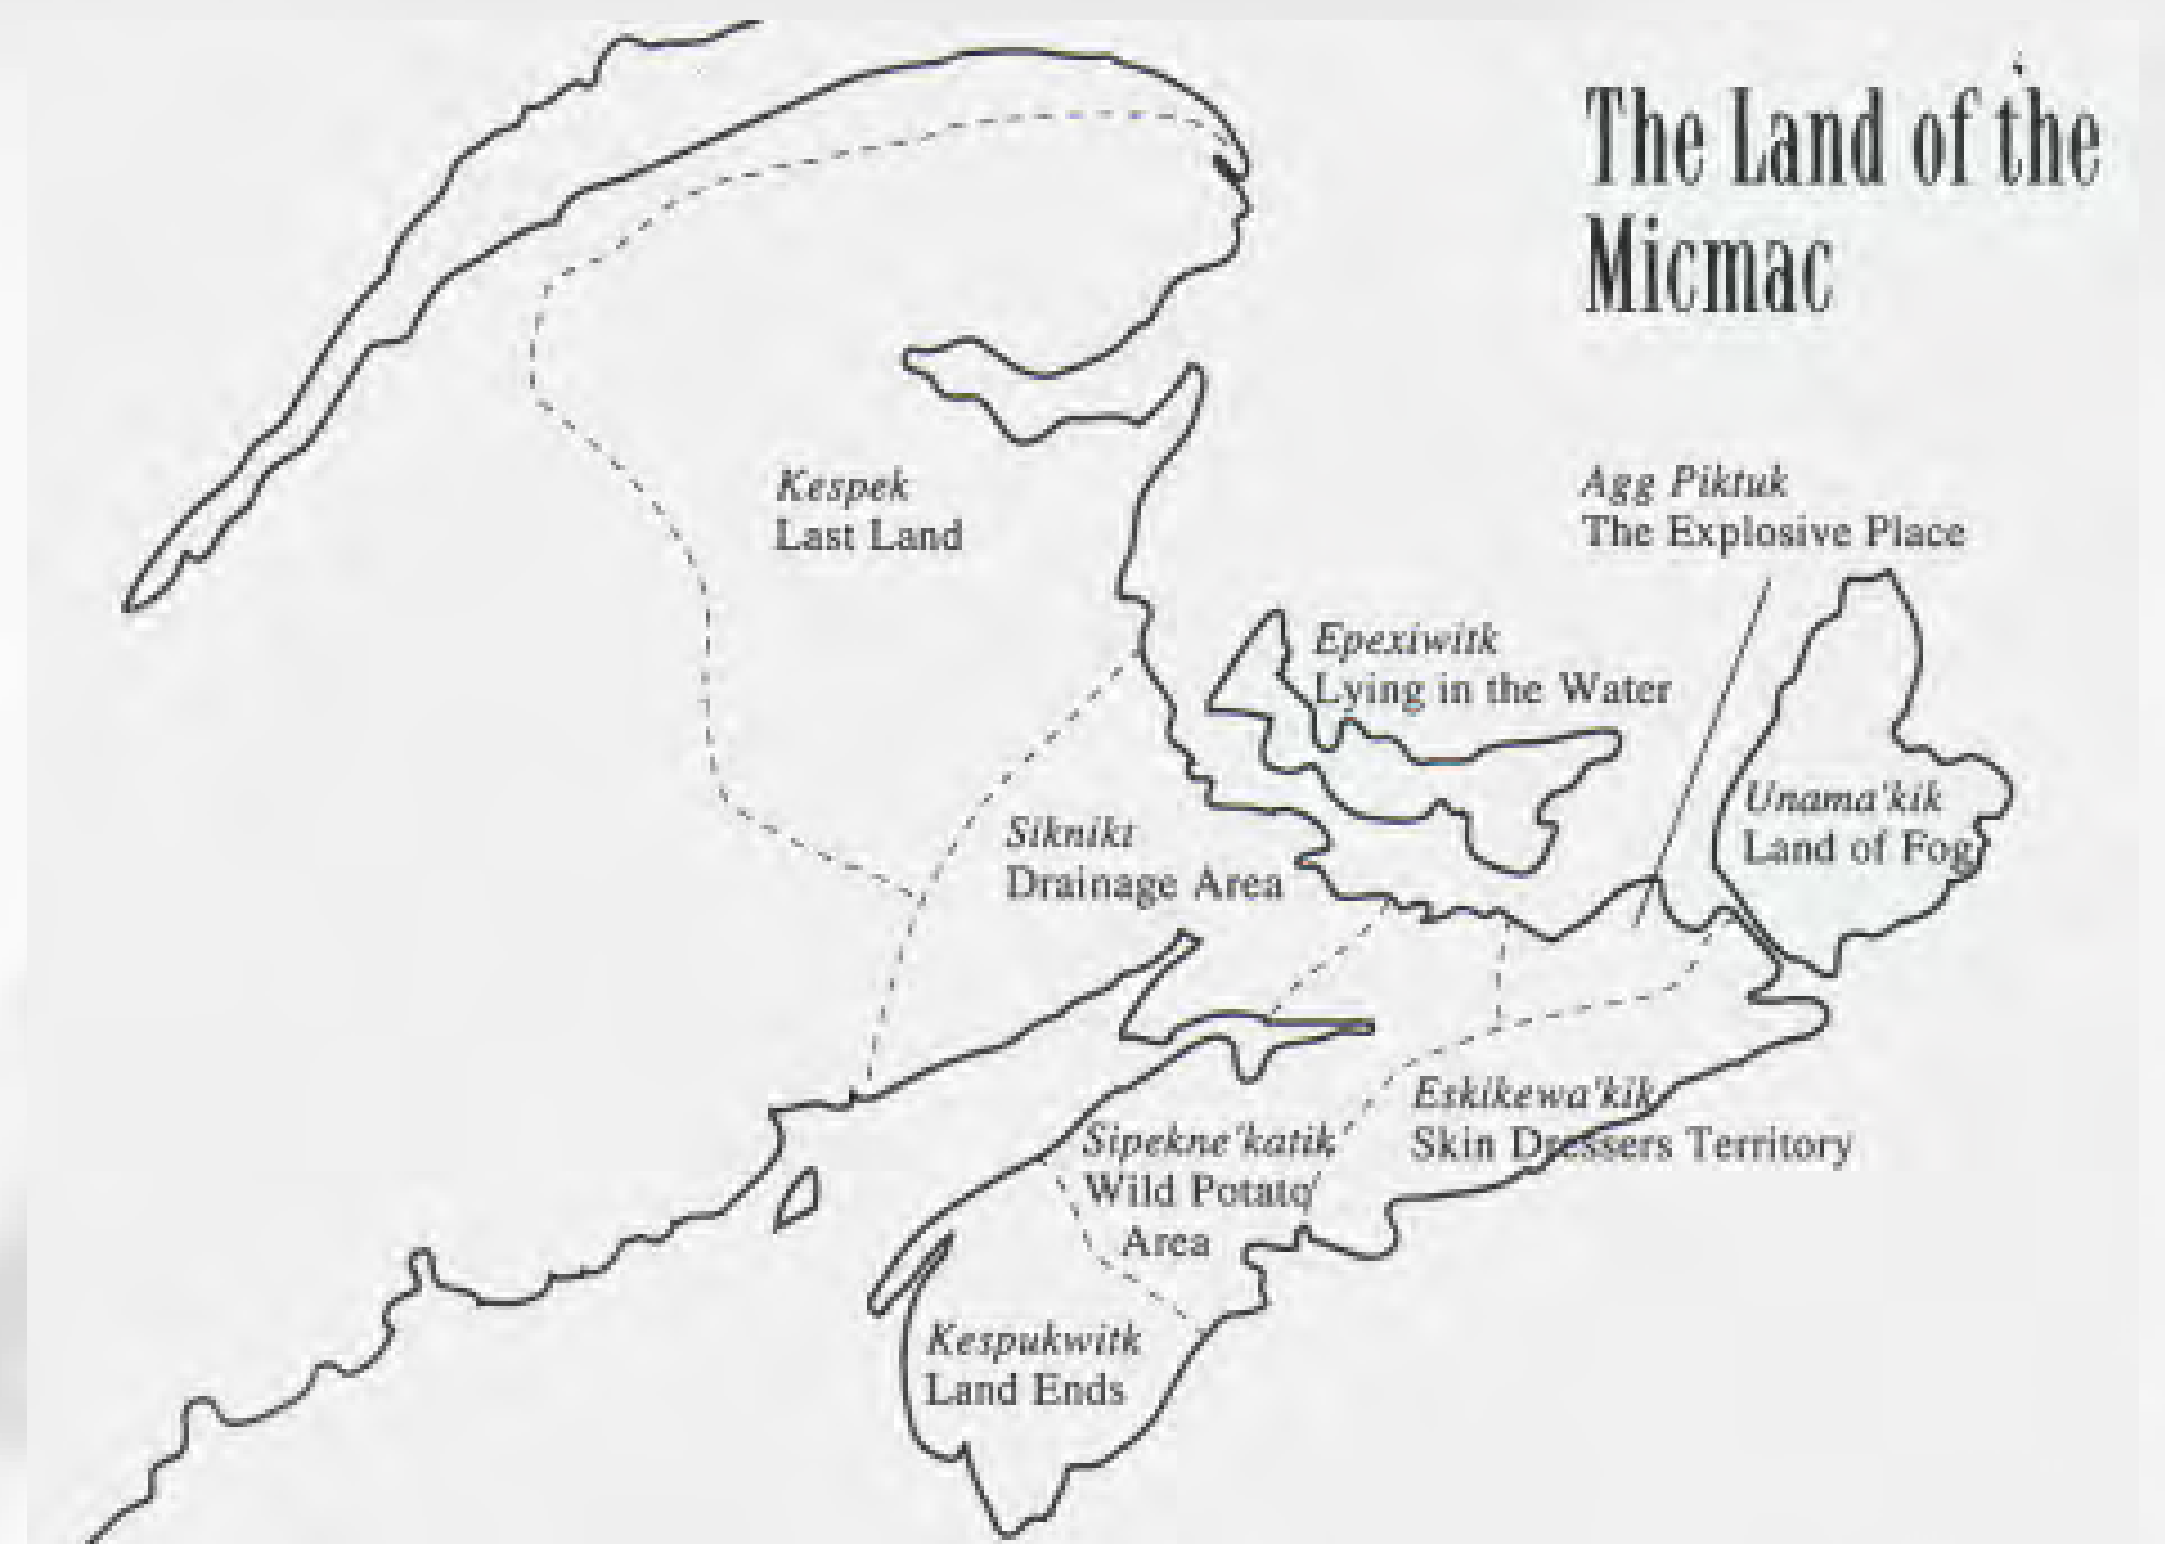 The Land of the
Micmac
Kespek
Last Land
Agg Piktuk
The Explosive Place
Epexiwitk
Lying in the Water
Unama'kik
Land of Fog
Siknikt
Drainage Area
Eskikewa'kik
Skin Dressers Territory
Sipekne'katik
Wild Potato
Area
Kespukwitk
Land Ends